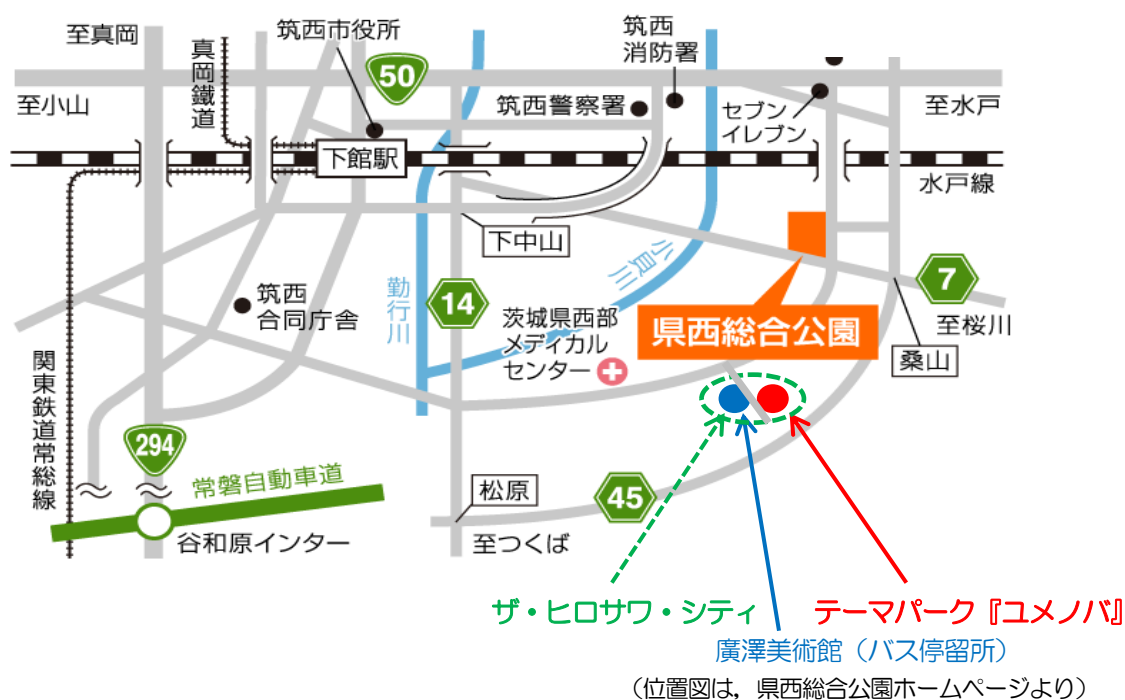 至真岡
筑西市役所
筑西
消防署
真岡鐵道
50
至小山
筑西警察署
セブン
イレブン
至水戸
下館駅
水戸線
下中山
小貝川
勤行川
7
14
筑西
合同庁舎
茨城県西部
メディカル
センター
県西総合公園
至桜川
桑山
関東鉄道常総線
294
常磐自動車道
松原
45
谷和原インター
至つくば
ザ・ヒロサワ・シティ
テーマパーク『ユメノバ』
廣澤美術館（バス停留所）
（位置図は，県西総合公園ホームページより）